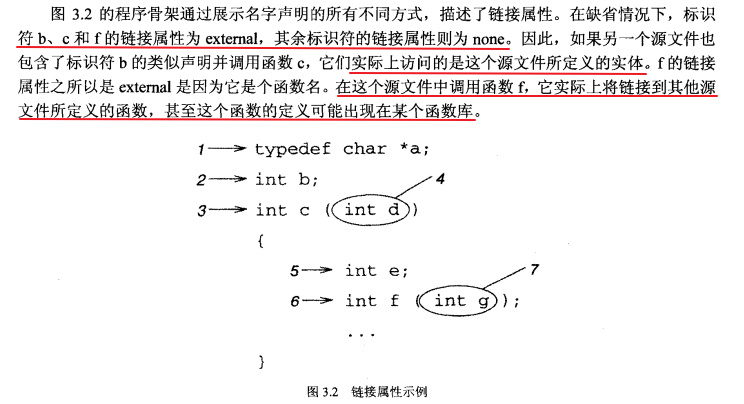 图 3.2 的程序骨架通过展示名字声明的所有不同方式，描述了链接属性。在缺省情况下，标识
符 b、c 和 f 的链接属性为 external，其余标识符的链接属性则为 none。因此，如果另一个源文件也
包含了标识符 b 的类似声明并调用函数 c，它们实际上访问的是这个源文件所定义的实体。f 的链接
属性之所以是 external 是因为它是个函数名。在这个源文件中调用函数 f，它实际上将链接到其他源
文件所定义的函数，甚至这个函数的定义可能出现在某个函数库。
1 typedef char *a;
2 int b; 4
3 int c ( int d )
{
5 int e; 7
6 int f ( int g );
...
}
图 3.2 链接属性示例